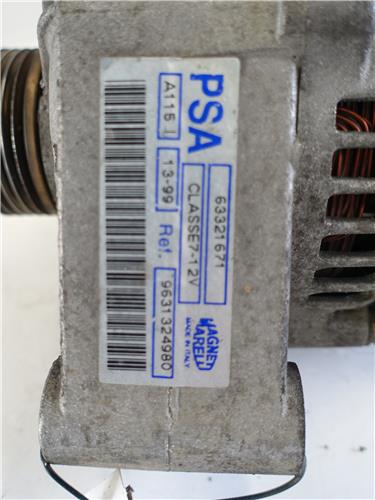 PSA
63321671
CLASSE7-12V
MAGNETI
MARELLI
MADE IN ITALY
A115 I
13-99
Ref.
9631324980